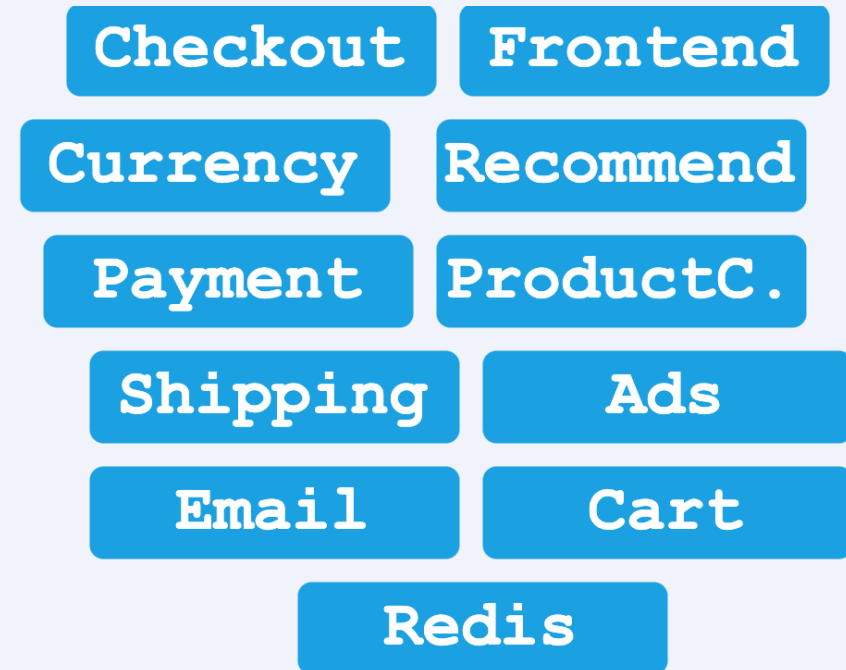 Checkout Frontend
Currency Recommend
Payment ProductC.
Shipping Ads
Email Cart
Redis